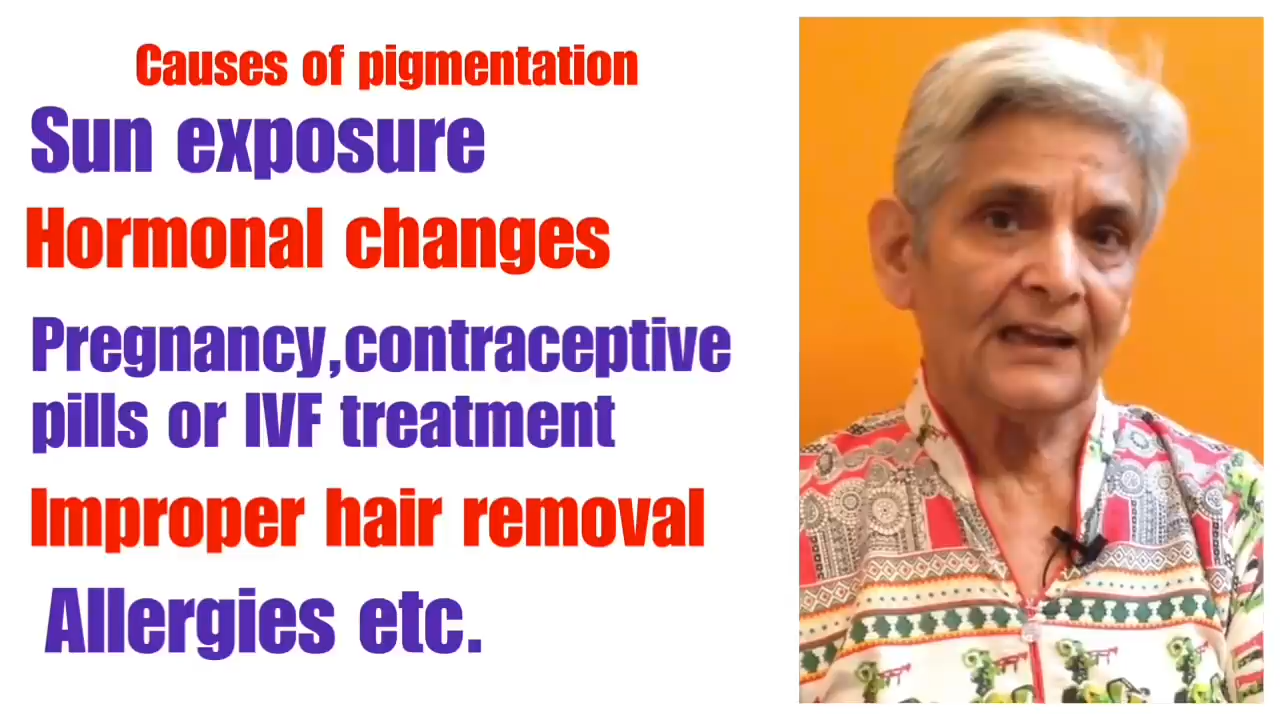 Causes of pigmentation
Sun exposure
Hormonal changes
Pregnancy,contraceptive
pills or IVF treatment
Improper hair removal
Allergies etc.